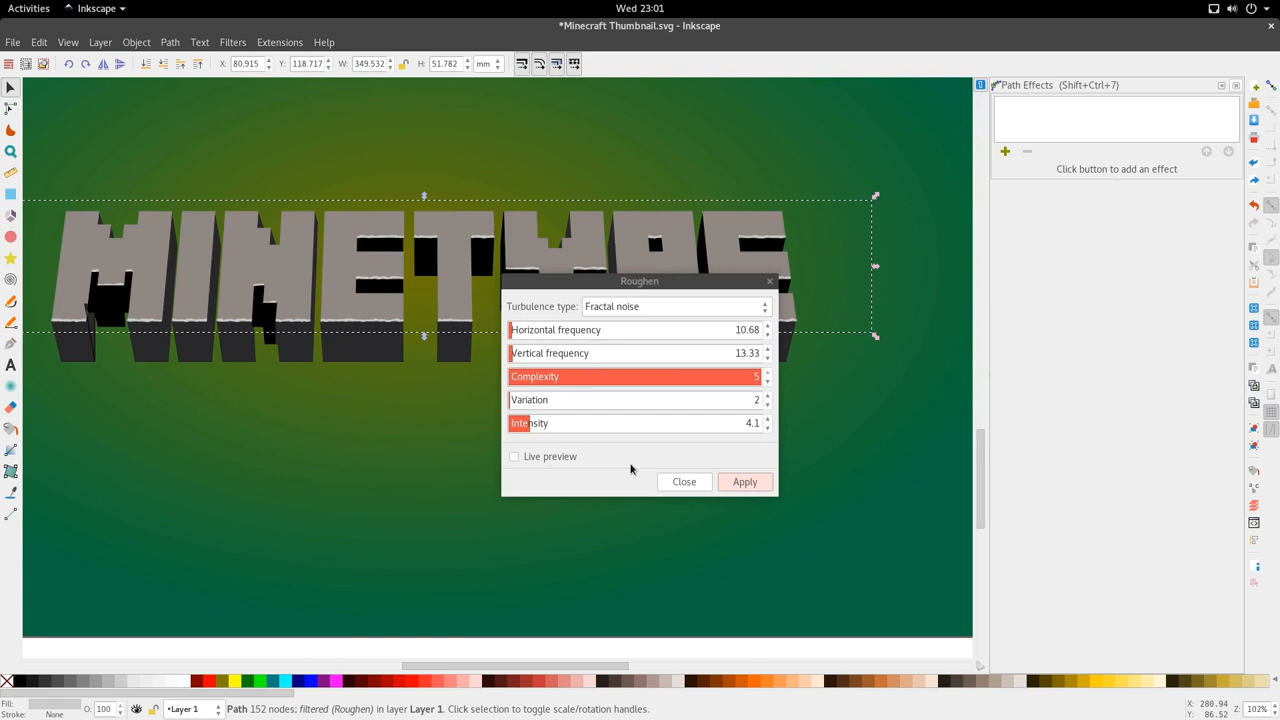 Activities
Inkscape
Wed 23:01
*Minecraft Thumbnail.svg - Inkscape
File Edit View Layer Object Path Text Filters Extensions Help
X: 80.915 Y: 118.717 W: 349.532 H: 51.782 mm
Path Effects (Shift+Ctrl+7)
Click button to add an effect
Roughen
Turbulence type: Fractal noise
Horizontal frequency 10.68
Vertical frequency 13.33
Complexity 5
Variation 2
Intensity 4.1
Live preview
Close Apply
Fill:
Stroke: None
O: 100
•Layer 1
Path 152 nodes; filtered (Roughen) in layer Layer 1. Click selection to toggle scale/rotation handles.
X: 280.94
Y: 86.52
Z: 102%